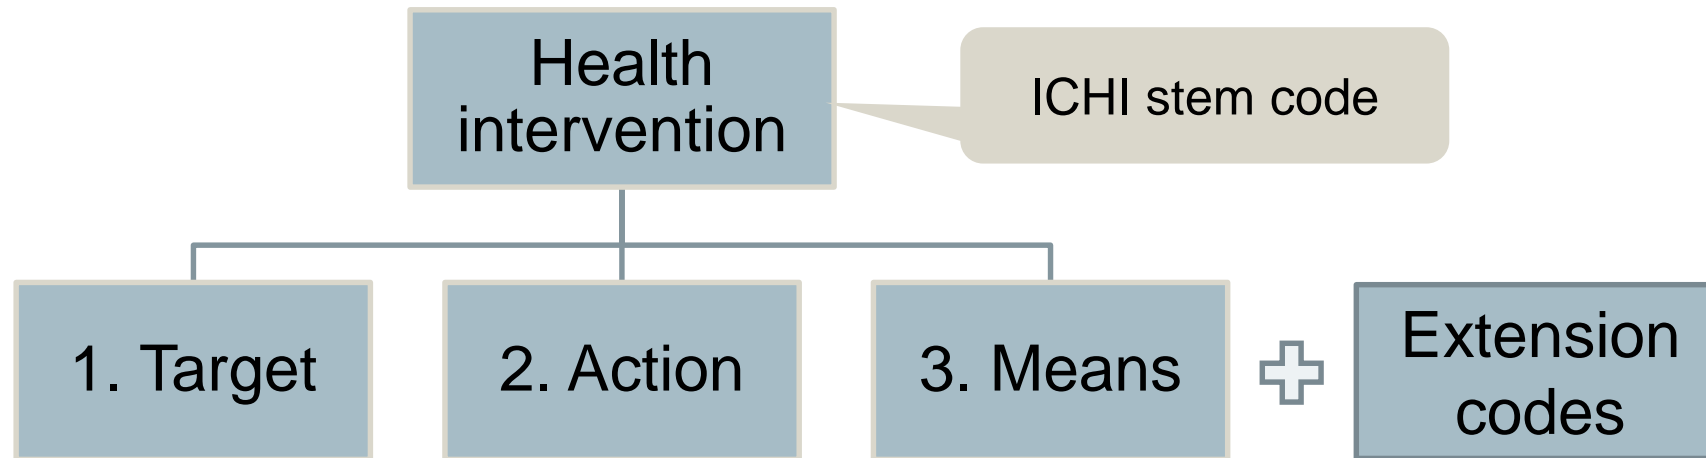 Health
intervention
ICHI stem code
1. Target
2. Action
3. Means
Extension
codes